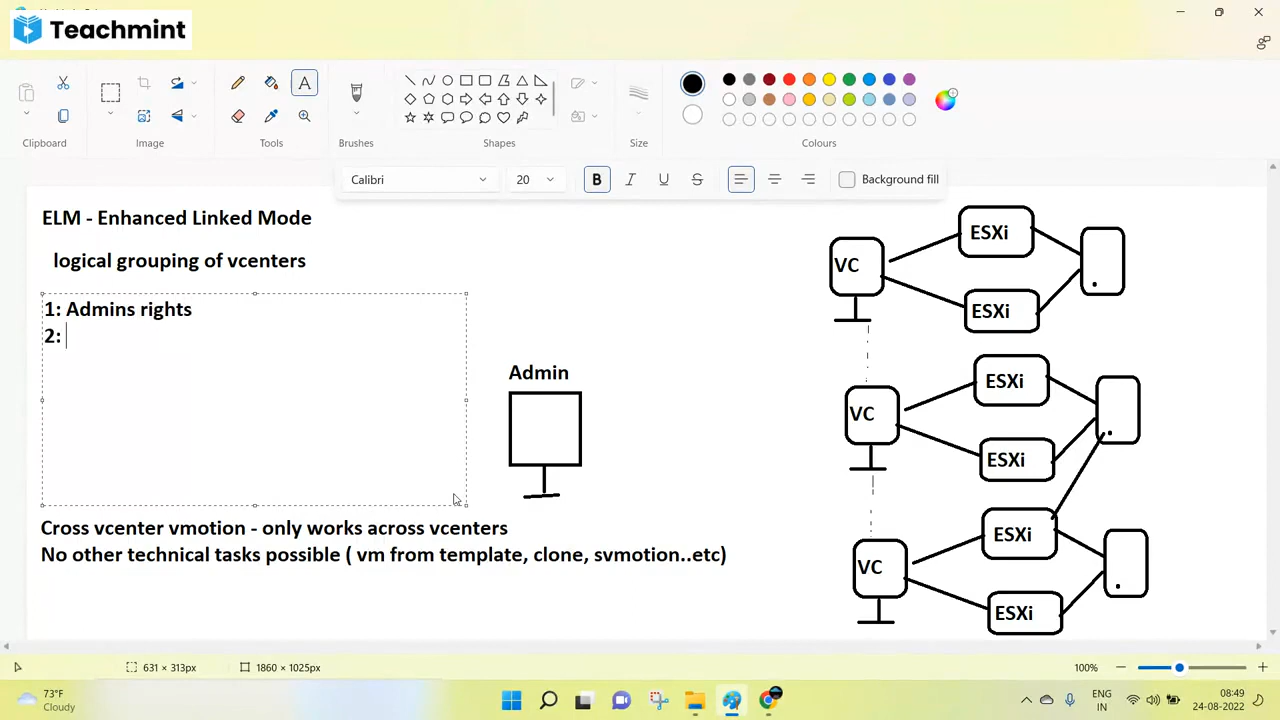 Teachmint
Clipboard
Image
Tools
Brushes
Shapes
Size
Colours
Calibri
20
B
I
U
Background fill
ELM - Enhanced Linked Mode
logical grouping of vcenters
1: Admins rights
2:
Admin
Cross vcenter vmotion - only works across vcenters
No other technical tasks possible ( vm from template, clone, svmotion..etc)
VC
ESXi
ESXi
VC
ESXi
ESXi
VC
ESXi
ESXi
631 × 313px
1860 × 1025px
100%
73°F
Cloudy
ENG
IN
08:49
24-08-2022